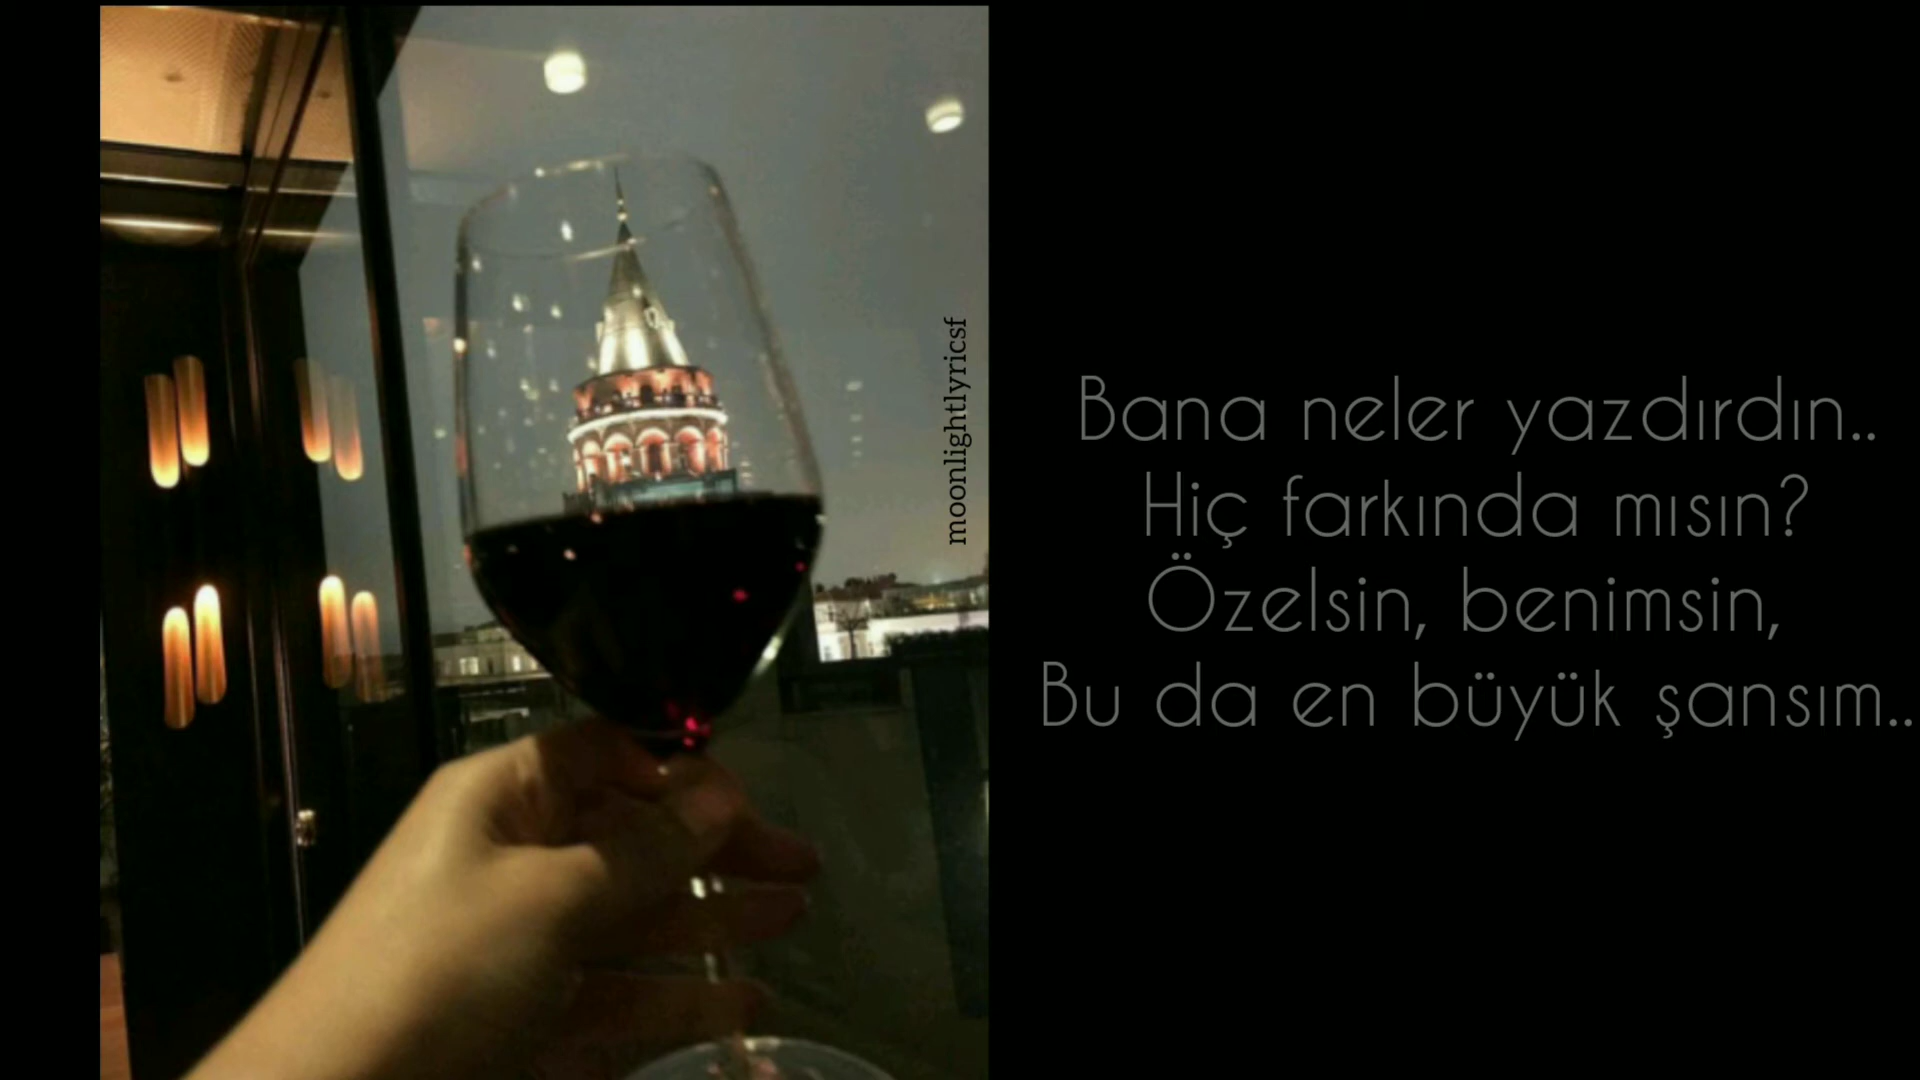 moonlightlyricsf
Bana neler yazdırdın..
Hiç farkında mısın?
Özelsin, benimsin,
Bu da en büyük şansım..